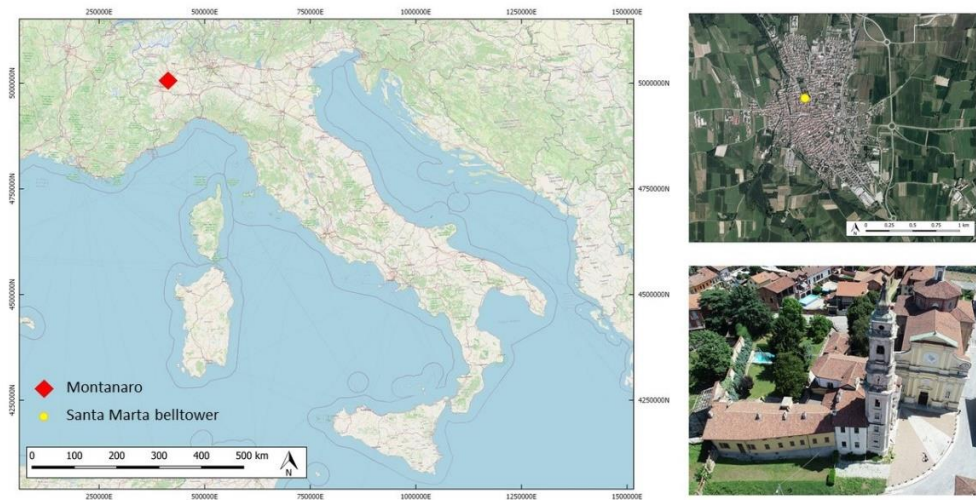 250000E 500000E 750000E 1000000E 1250000E 1500000E
5000000N 5000000N
4750000N 4750000N
4500000N 4500000N
4250000N 4250000N
Montanaro
Santa Marta belltower
0 100 200 300 400 500 km
N
250000E 500000E 750000E 1000000E 1250000E 1500000E
0 0.25 0.5 0.75 1 km
N